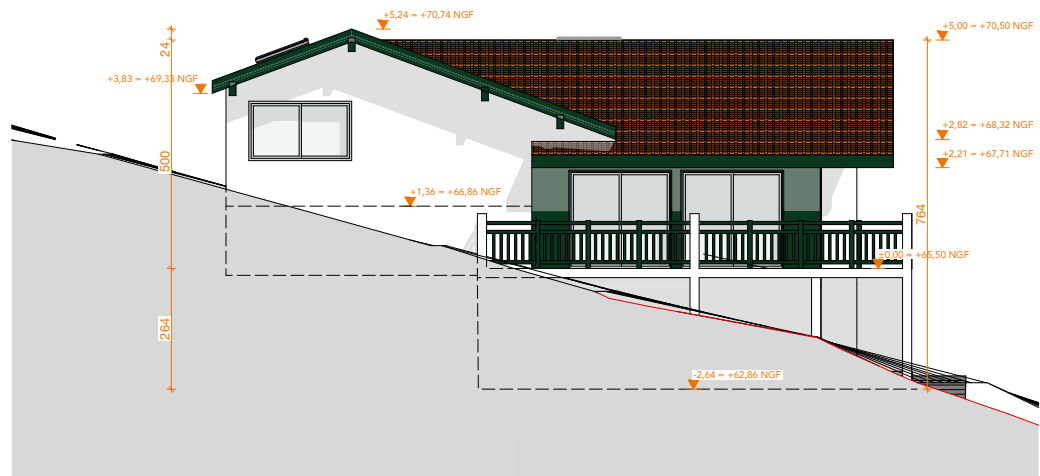 +5,24 = +70,74 NGF
+5,00 = +70,50 NGF
24
+3,83 = +69,33 NGF
+2,82 = +68,32 NGF
+2,21 = +67,71 NGF
500
+1,36 = +66,86 NGF
764
±0,00 = +65,50 NGF
264
-2,64 = +62,86 NGF